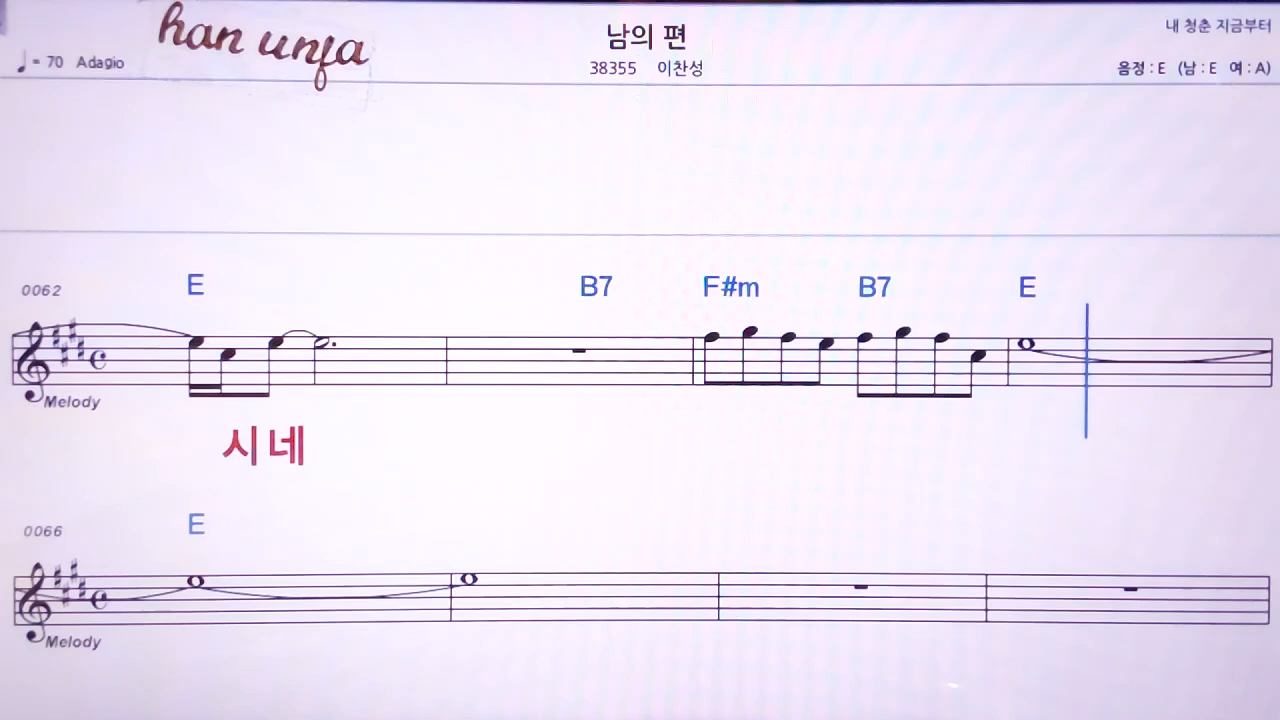 han unfa
남의 편
내 청춘 지금부터
♩= 70 Adagio
38355 이찬성
음정 : E (남 : E 여 : A)
0062
E B7 F#m B7 E
Melody
시 네
0066
E
Melody